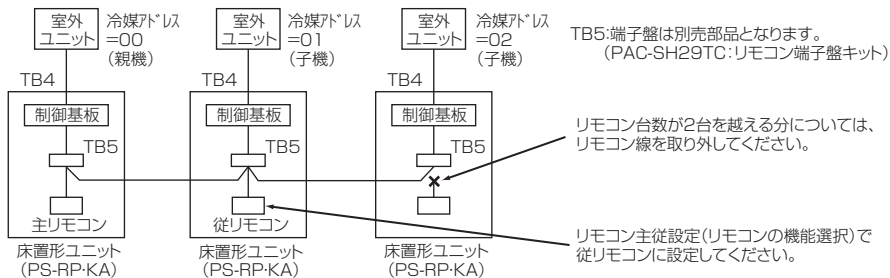 室外
ユニット
冷媒アドレス
=00
(親機)
室外
ユニット
冷媒アドレス
=01
(子機)
室外
ユニット
冷媒アドレス
=02
(子機)
TB5:端子盤は別売部品となります。
(PAC-SH29TC:リモコン端子盤キット)
TB4
TB4
TB4
制御基板
制御基板
制御基板
TB5
TB5
TB5
リモコン台数が2台を越える分については、
リモコン線を取り外してください。
主リモコン
従リモコン
床置形ユニット
(PS-RP・KA)
床置形ユニット
(PS-RP・KA)
床置形ユニット
(PS-RP・KA)
リモコン主従設定(リモコンの機能選択)で
従リモコンに設定してください。